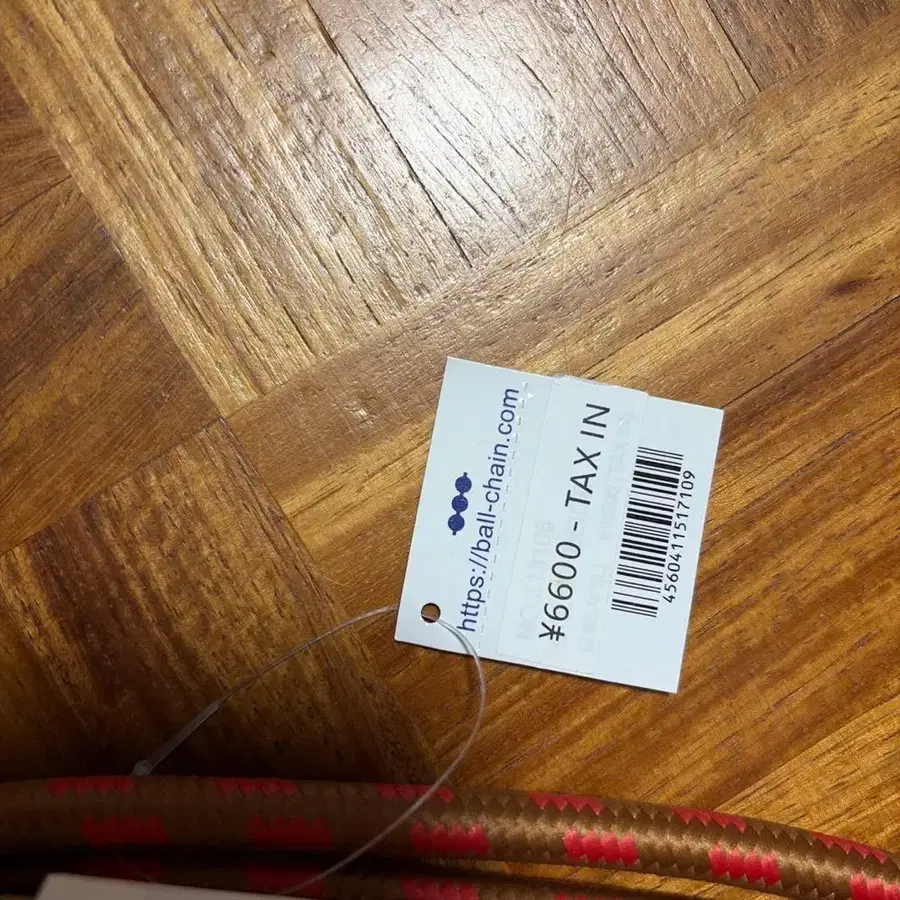 https://ball-chain.com
¥6600 - TAX IN
4560411517109